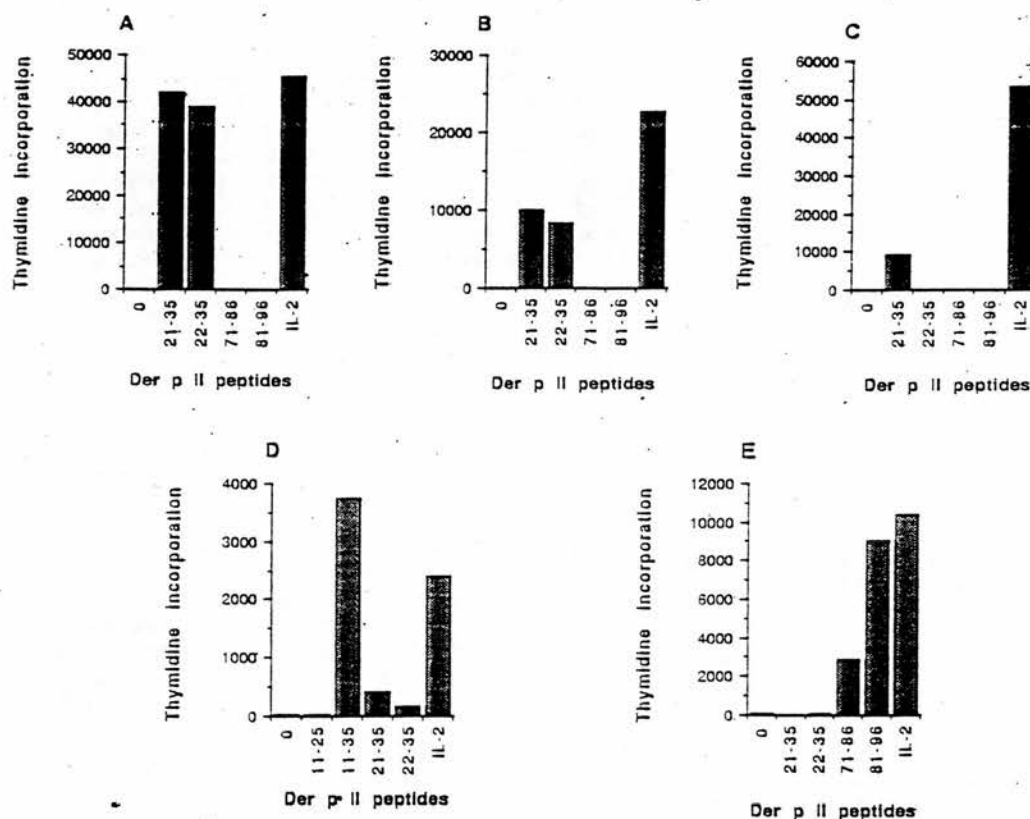 A
Thymidine Incorporation
50000
40000
30000
20000
10000
0
0
21-35
22-35
71-86
81-96
IL-2
Der p II peptides
B
Thymidine Incorporation
30000
20000
10000
0
0
21-35
22-35
71-86
81-96
IL-2
Der p II peptides
C
Thymidine Incorporation
60000
50000
40000
30000
20000
10000
0
0
21-35
22-35
71-86
81-96
IL-2
Der p II peptides
D
Thymidine Incorporation
4000
3000
2000
1000
0
0
11-25
11-35
21-35
22-35
IL-2
Der p II peptides
E
Thymidine Incorporation
12000
10000
8000
6000
4000
2000
0
0
21-35
22-35
71-86
81-96
IL-2
Der p II peptides